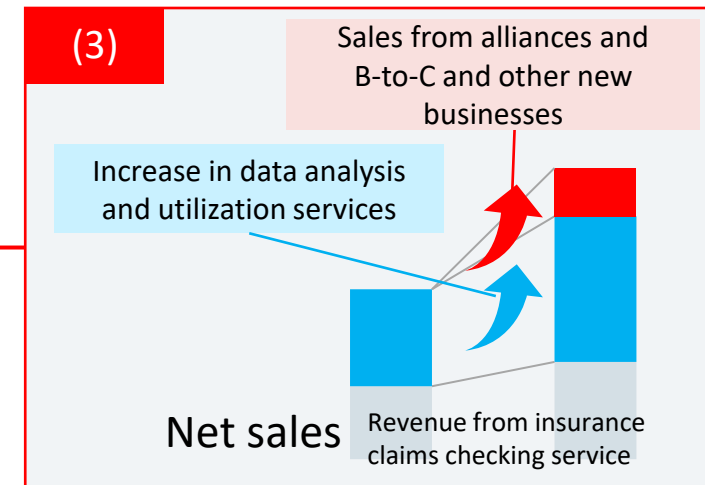 (3)
Sales from alliances and
B-to-C and other new
businesses
Increase in data analysis
and utilization services
Net sales
Revenue from insurance
claims checking service